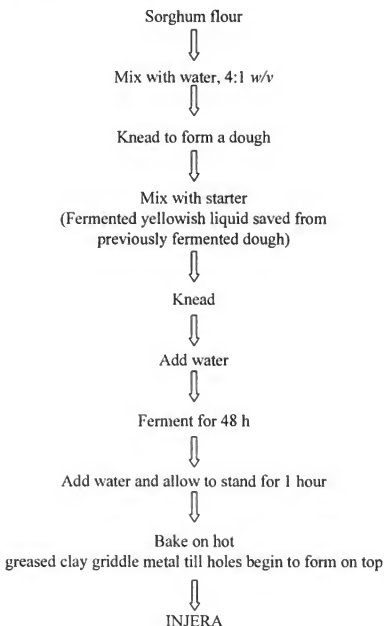 Sorghum flour
Mix with water, 4:1 w/v
Knead to form a dough
Mix with starter
(Fermented yellowish liquid saved from
previously fermented dough)
Knead
Add water
Ferment for 48 h
Add water and allow to stand for 1 hour
Bake on hot
greased clay griddle metal till holes begin to form on top
INJERA